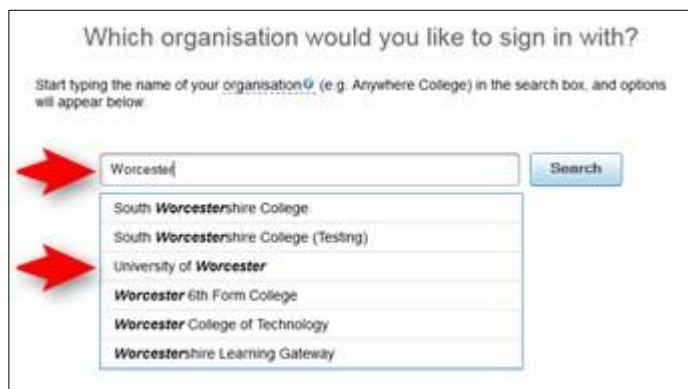 Which organisation would you like to sign in with?
Start typing the name of your organisation (e.g. Anywhere College) in the search box, and options
will appear below:
Worcester Search
South Worcestershire College
South Worcestershire College (Testing)
University of Worcester
Worcester 6th Form College
Worcester College of Technology
Worcestershire Learning Gateway